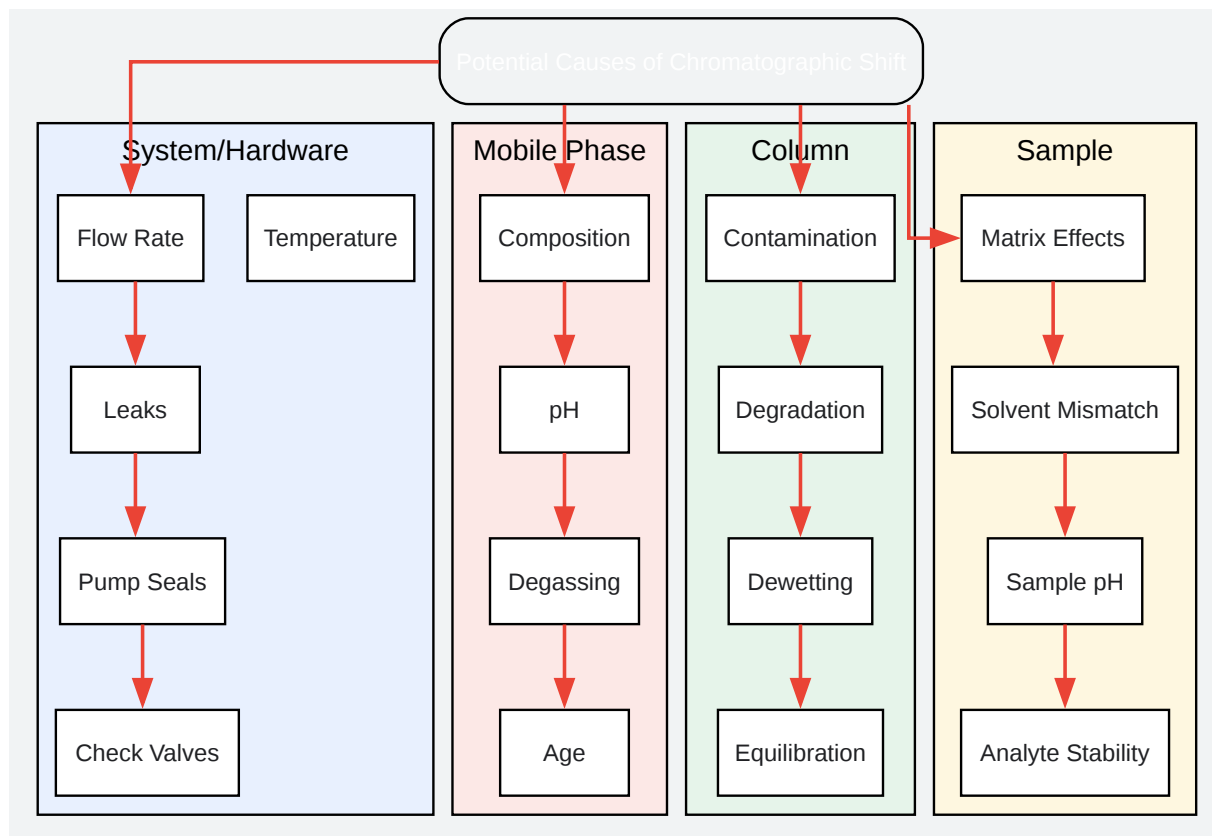 Potential Causes of Chromatographic Shift
System/Hardware
Flow Rate
Temperature
Leaks
Pump Seals
Check Valves
Mobile Phase
Composition
pH
Degassing
Age
Column
Contamination
Degradation
Dewetting
Equilibration
Sample
Matrix Effects
Solvent Mismatch
Sample pH
Analyte Stability